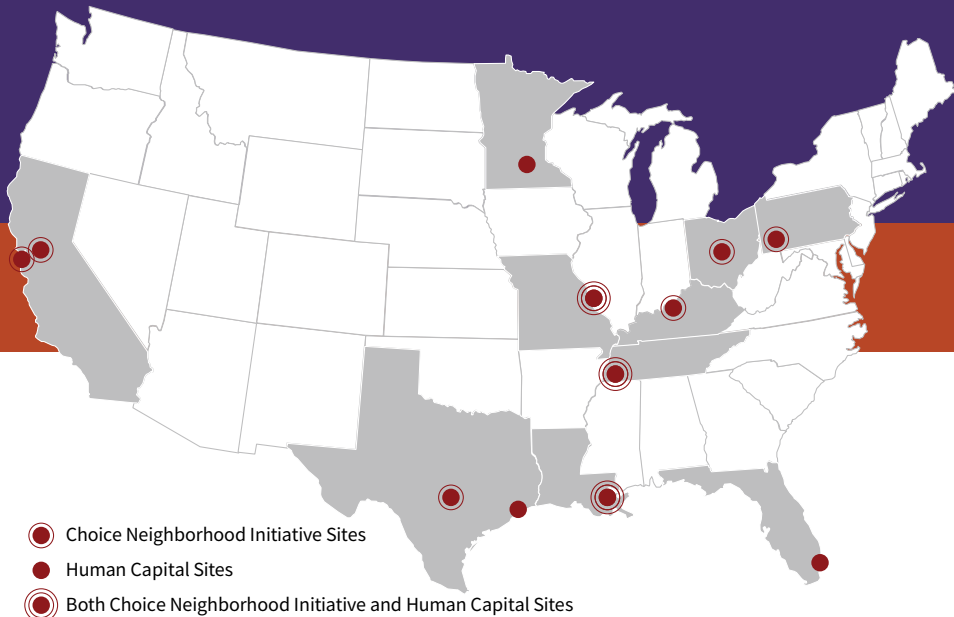 Choice Neighborhood Initiative Sites
Human Capital Sites
Both Choice Neighborhood Initiative and Human Capital Sites